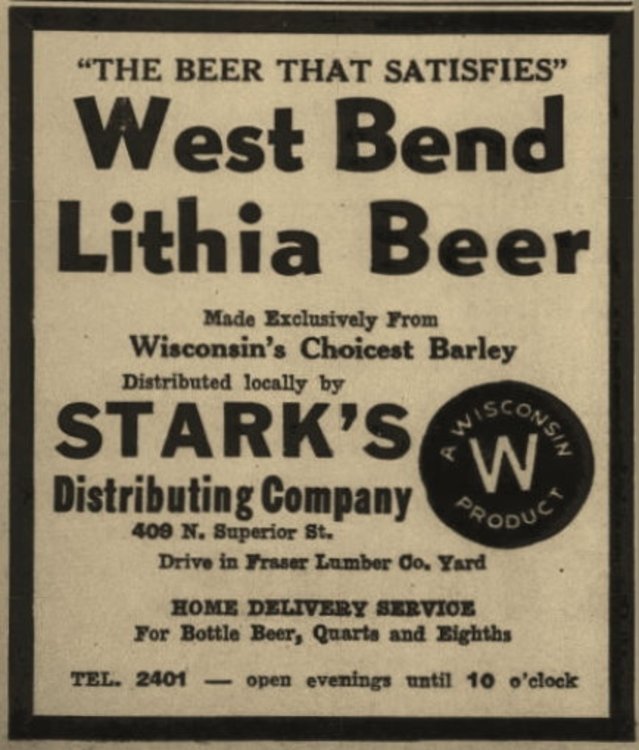 "THE BEER THAT SATISFIES"
West Bend
Lithia Beer
Made Exclusively From
Wisconsin's Choicest Barley
Distributed locally by
STARK'S
Distributing Company
409 N. Superior St.
A WISCONSIN
W
PRODUCT
Drive in Fraser Lumber Co. Yard
HOME DELIVERY SERVICE
For Bottle Beer, Quarts and Eighths
TEL. 2401 — open evenings until 10 o'clock